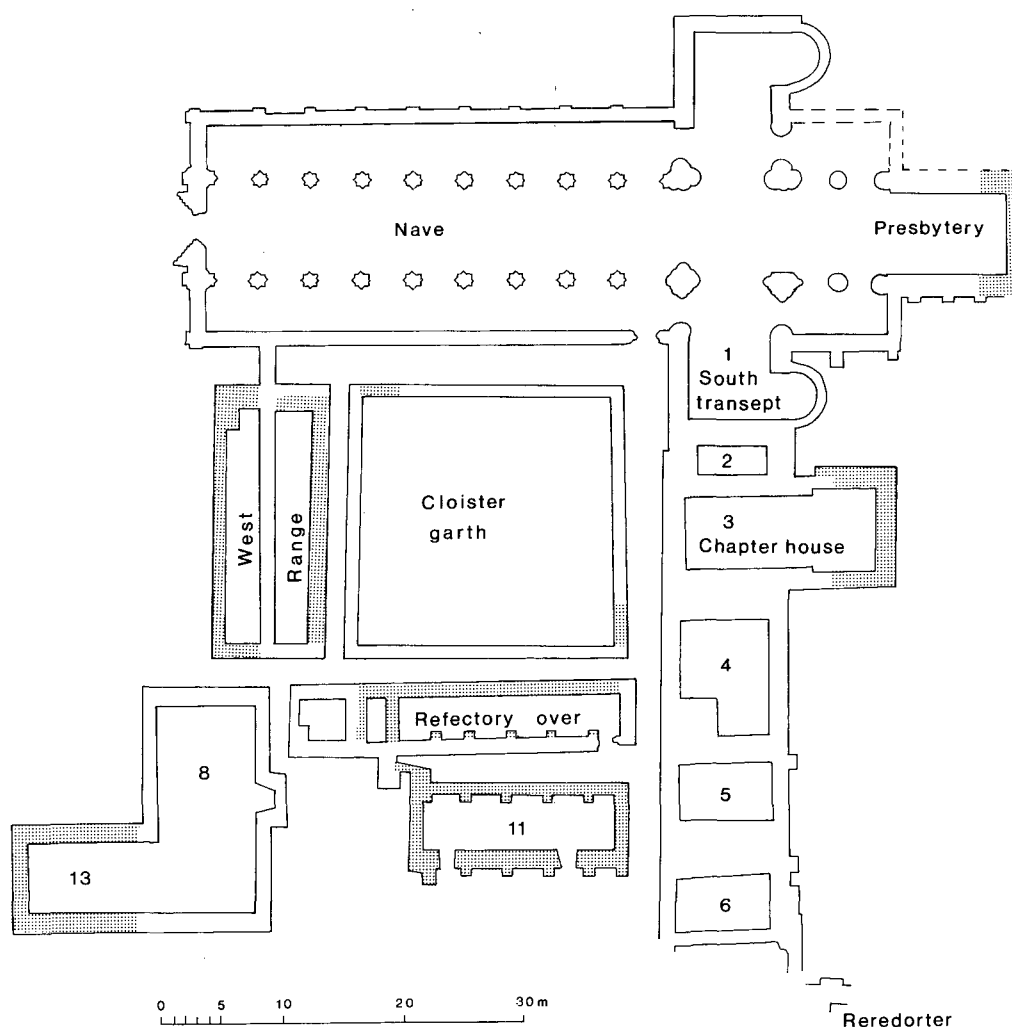 Nave
Presbytery
1
South
transept
2
3
Chapter house
West
Range
Cloister
garth
4
Refectory over
8
5
11
13
6
0 5 10 20 30m
Reredorter